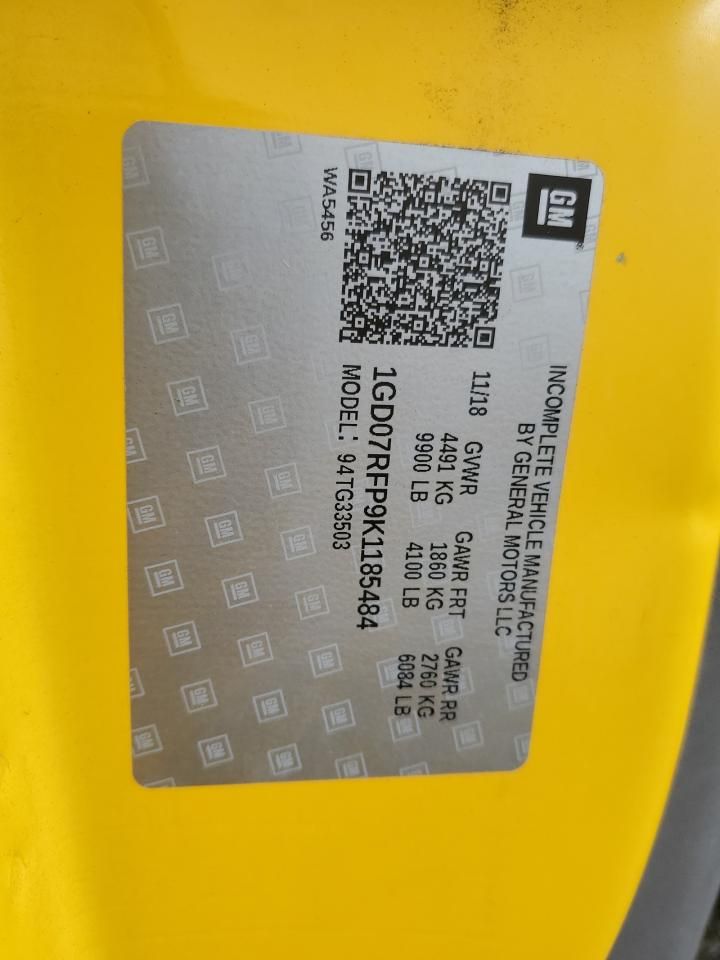 GM
INCOMPLETE VEHICLE MANUFACTURED
BY GENERAL MOTORS LLC
11/18 GVWR GAWR FRT GAWR RR
4491 KG 1860 KG 2760 KG
9900 LB 4100 LB 6084 LB
1GD07RFP9K1185484
MODEL: 94TG33503
WA5456